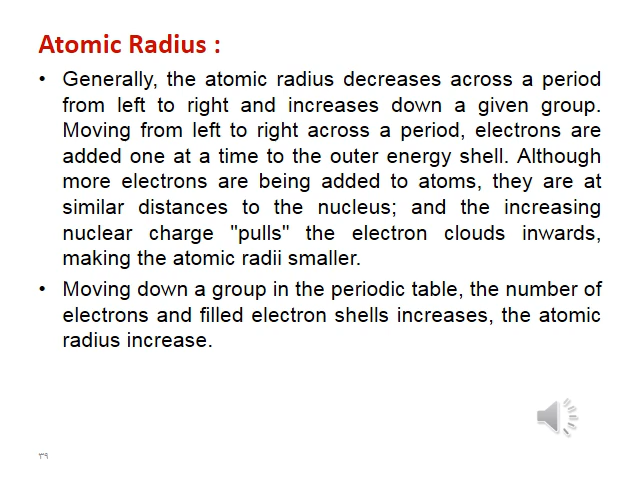 Atomic Radius :
• Generally, the atomic radius decreases across a period
from left to right and increases down a given group.
Moving from left to right across a period, electrons are
added one at a time to the outer energy shell. Although
more electrons are being added to atoms, they are at
similar distances to the nucleus; and the increasing
nuclear charge "pulls" the electron clouds inwards,
making the atomic radii smaller.
• Moving down a group in the periodic table, the number of
electrons and filled electron shells increases, the atomic
radius increase.
٣٩